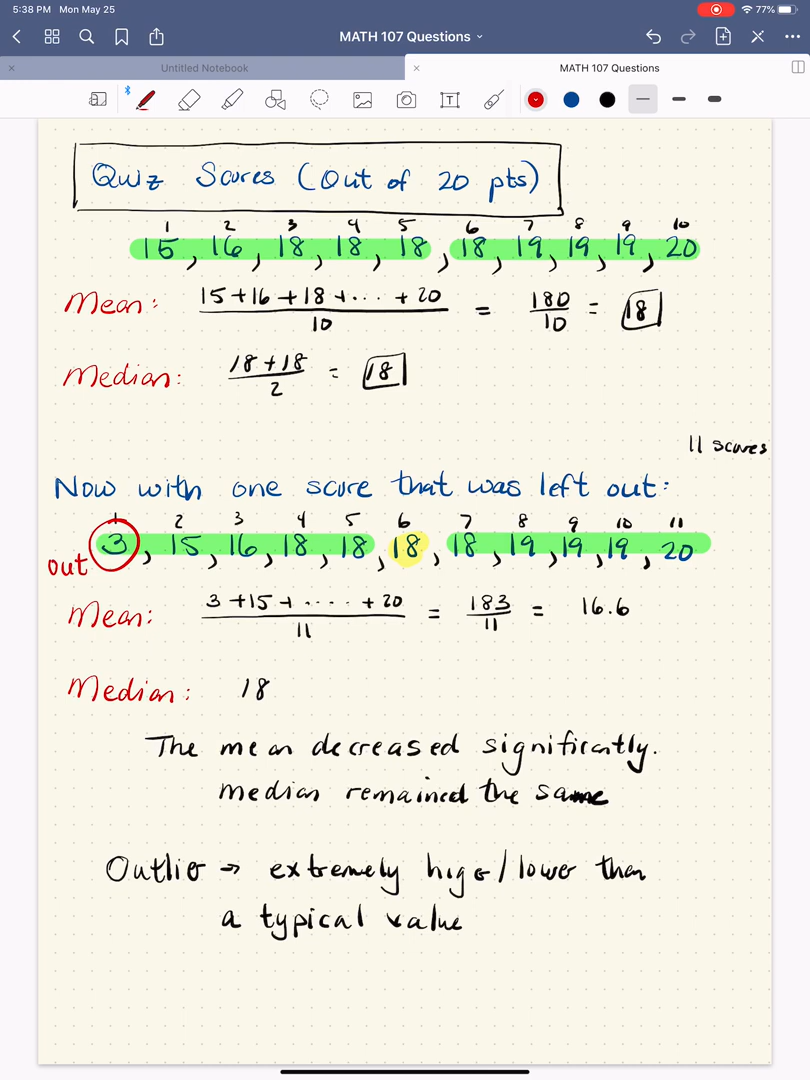 5:38 PM Mon May 25
77%
MATH 107 Questions
Untitled Notebook
MATH 107 Questions
Quiz Scores (Out of 20 pts)
1 2 3 4 5 6 7 8 9 10
15, 16, 18, 18, 18, 18, 19, 19, 19, 20
Mean: 15+16+18+...+20 / 10 = 180/10 = 18
Median: 18+18 / 2 = 18
11 scores
Now with one score that was left out:
1 2 3 4 5 6 7 8 9 10 11
3, 15, 16, 18, 18, 18, 18, 19, 19, 19, 20
out
Mean: 3+15+.....+20 / 11 = 183/11 = 16.6
Median: 18
The mean decreased significantly.
median remained the same
Outlier → extremely / lower than
a typical value